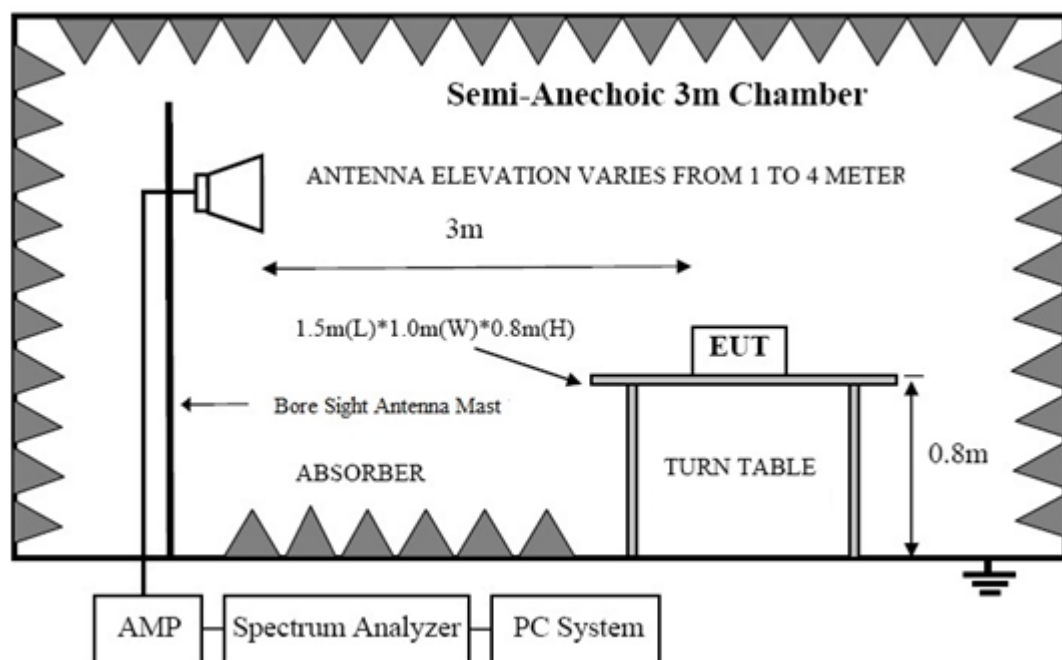 Semi-Anechoic 3m Chamber
ANTENNA ELEVATION VARIES FROM 1 TO 4 METER
3m
1.5m(L)*1.0m(W)*0.8m(H)
EUT
Bore Sight Antenna Mast
ABSORBER
TURN TABLE
0.8m
AMP
Spectrum Analyzer
PC System